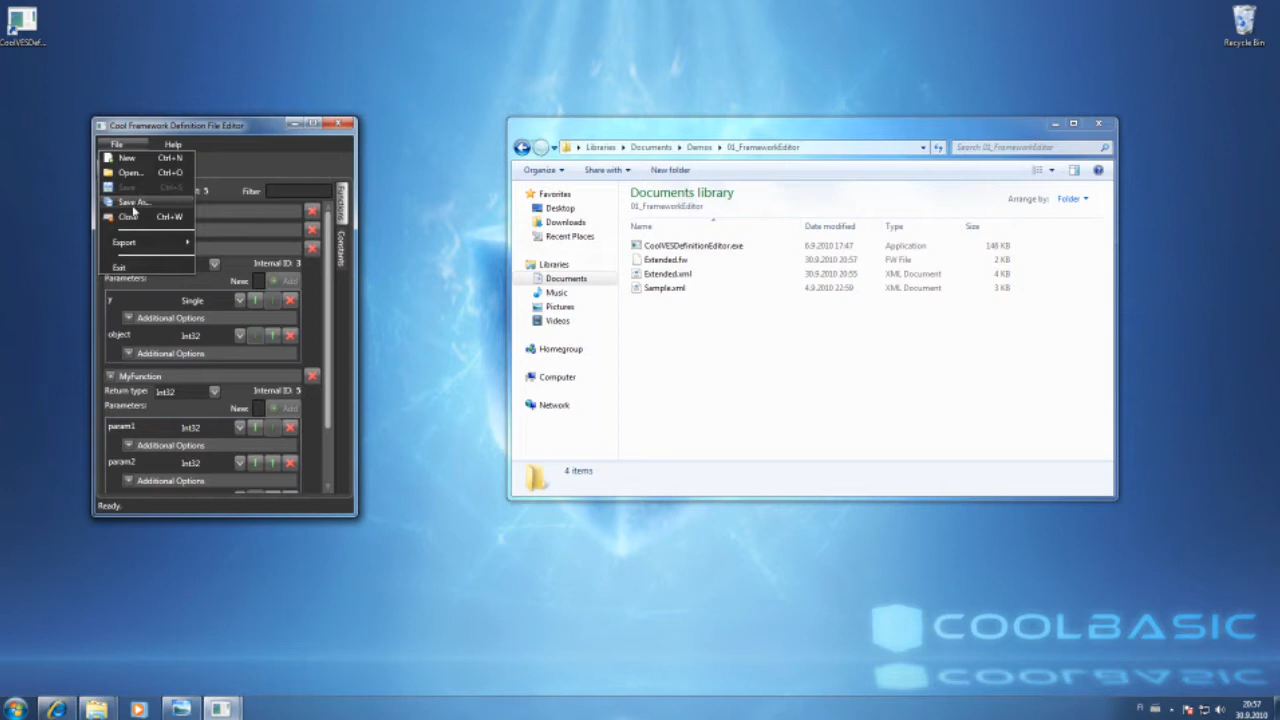 CoolVESDef...
Recycle Bin
Cool Framework Definition File Editor
File Help
New Ctrl+N
Open... Ctrl+O
Save Ctrl+S
Save As...
Close Ctrl+W
Export
Exit
5 Filter
Functions
Constants
Internal ID: 3
Parameters: New: Add
y Single
Additional Options
object Int32
Additional Options
MyFunction
Return type: Int32 Internal ID: 5
Parameters: New: Add
param1 Int32
Additional Options
param2 Int32
Additional Options
Ready.
Libraries Documents Demos 01_FrameworkEditor
Search 01_FrameworkEditor
Organize Share with New folder
Favorites
Desktop
Downloads
Recent Places
Libraries
Documents
Music
Pictures
Videos
Homegroup
Computer
Network
Documents library
01_FrameworkEditor
Arrange by: Folder
Name Date modified Type Size
CoolVESDefinitionEditor.exe 6.9.2010 17:47 Application 148 KB
Extended.fw 30.9.2010 20:57 FW File 2 KB
Extended.xml 30.9.2010 20:55 XML Document 4 KB
Sample.xml 4.9.2010 22:59 XML Document 3 KB
4 items
COOLBASIC
FI
20:57
30.9.2010